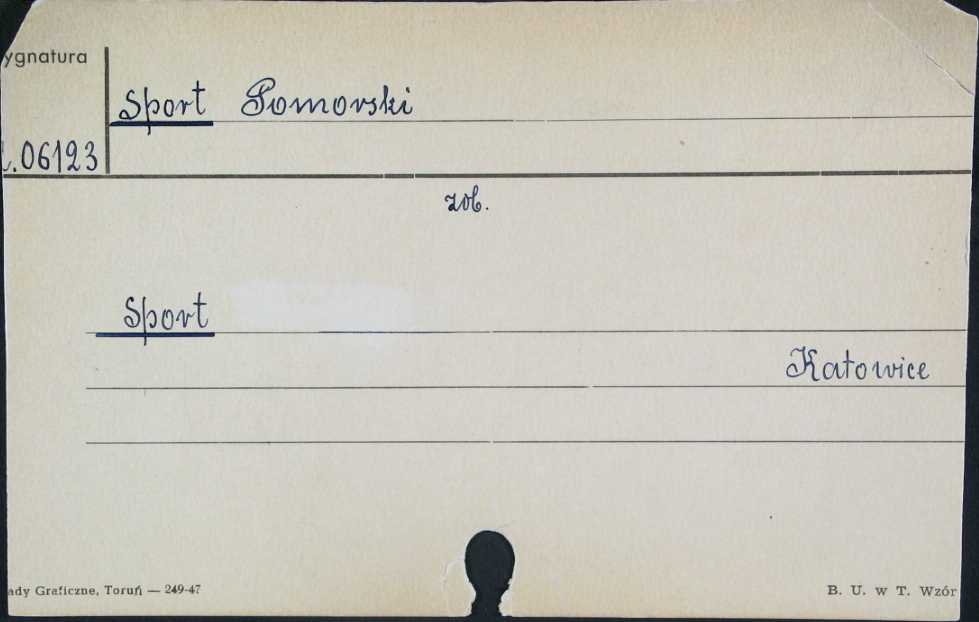 ygnatura
Sport Pomorski
.06123
zob.
Sport
Katowice
ady Graficzne, Toruń — 249-47
B. U. w T. Wzór